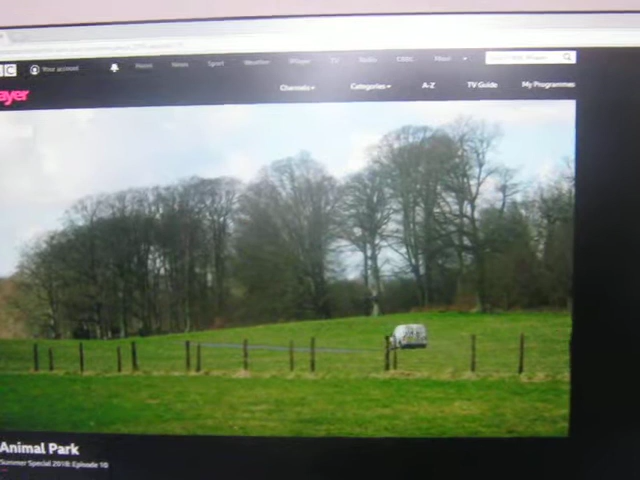 C Your account Home News Sport Weather iPlayer TV Radio CBBC More
Channels Categories A-Z TV Guide My Programmes
ayer
Animal Park
Summer Special 2018: Episode 10